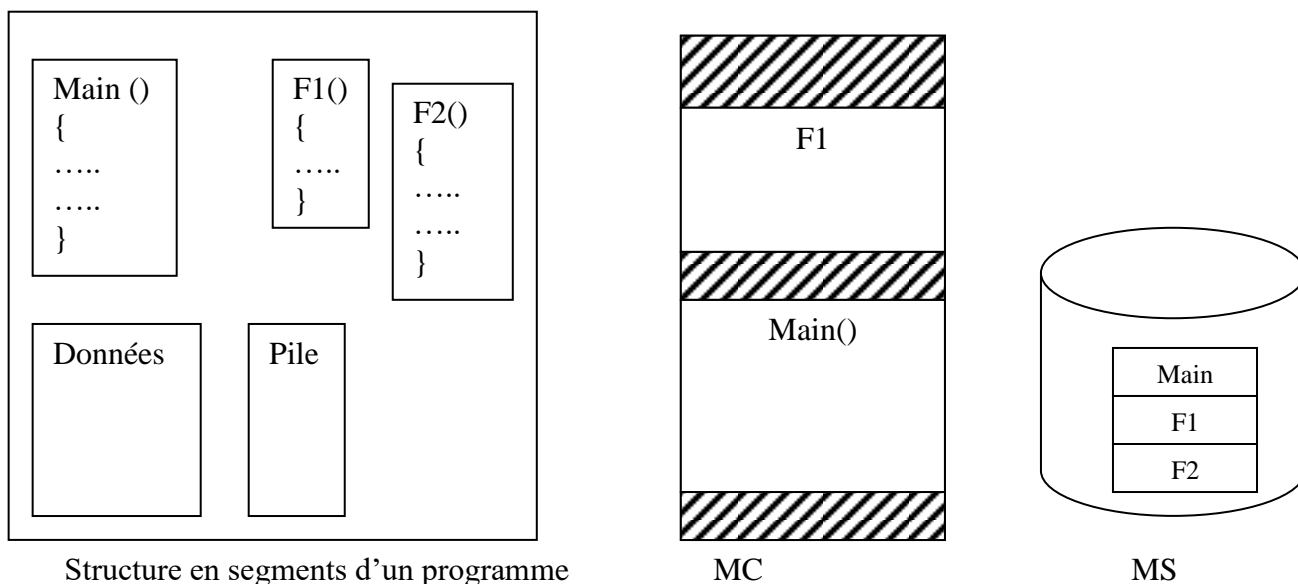 Main ()
{
…..
…..
}
F1()
{
…..
}
F2()
{
…..
…..
}
Données
Pile
F1
Main()
Main
F1
F2
Structure en segments d’un programme
MC
MS